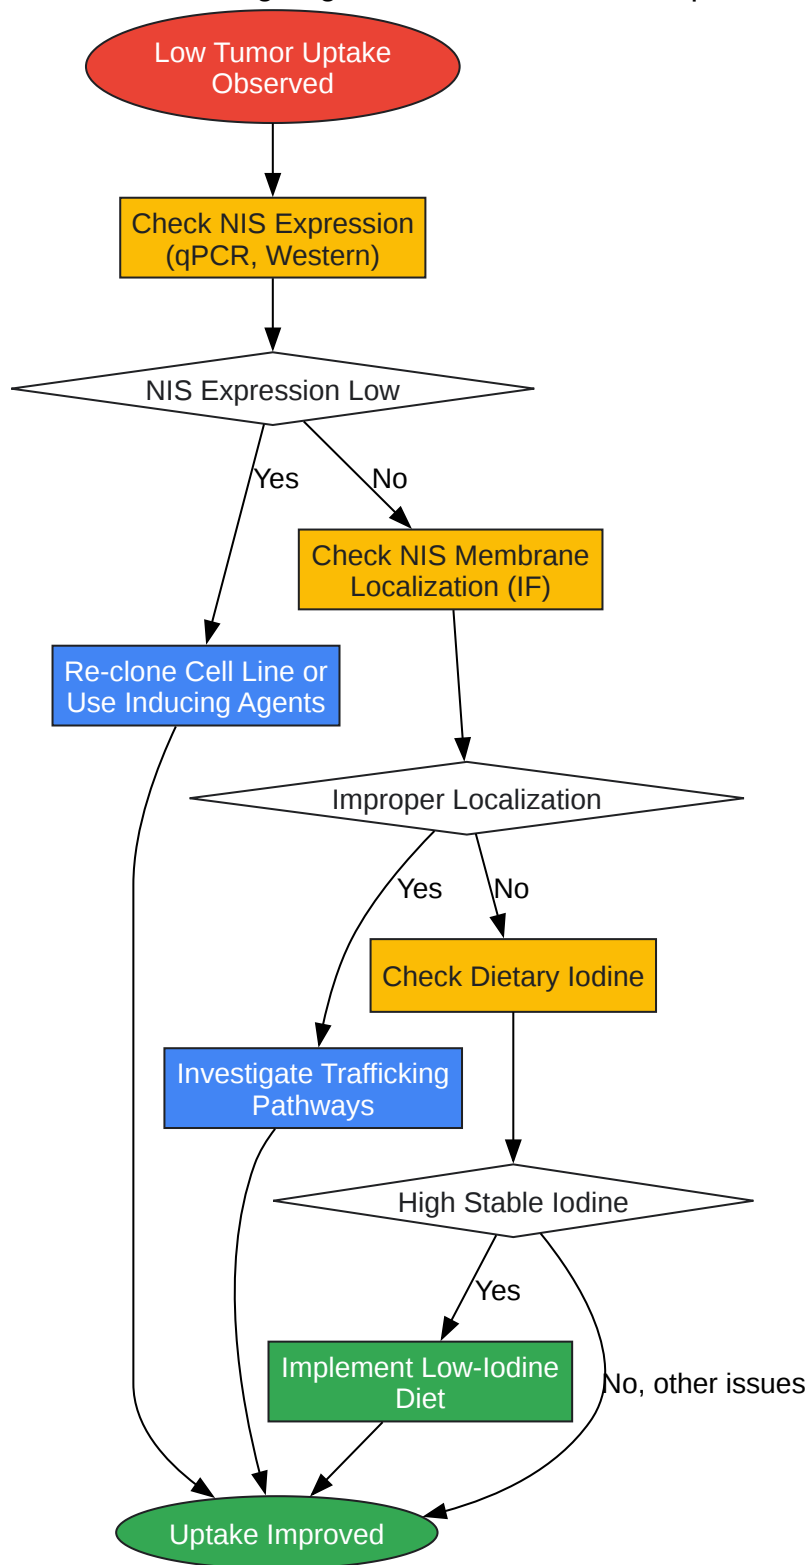 Low Tumor Uptake
Observed
Check NIS Expression
(qPCR, Western)
NIS Expression Low
Yes
No
Check NIS Membrane
Localization (IF)
Re-clone Cell Line or
Use Inducing Agents
Improper Localization
Yes
No
Check Dietary Iodine
Investigate Trafficking
Pathways
High Stable Iodine
Yes
Implement Low-Iodine
Diet
No, other issues
Uptake Improved